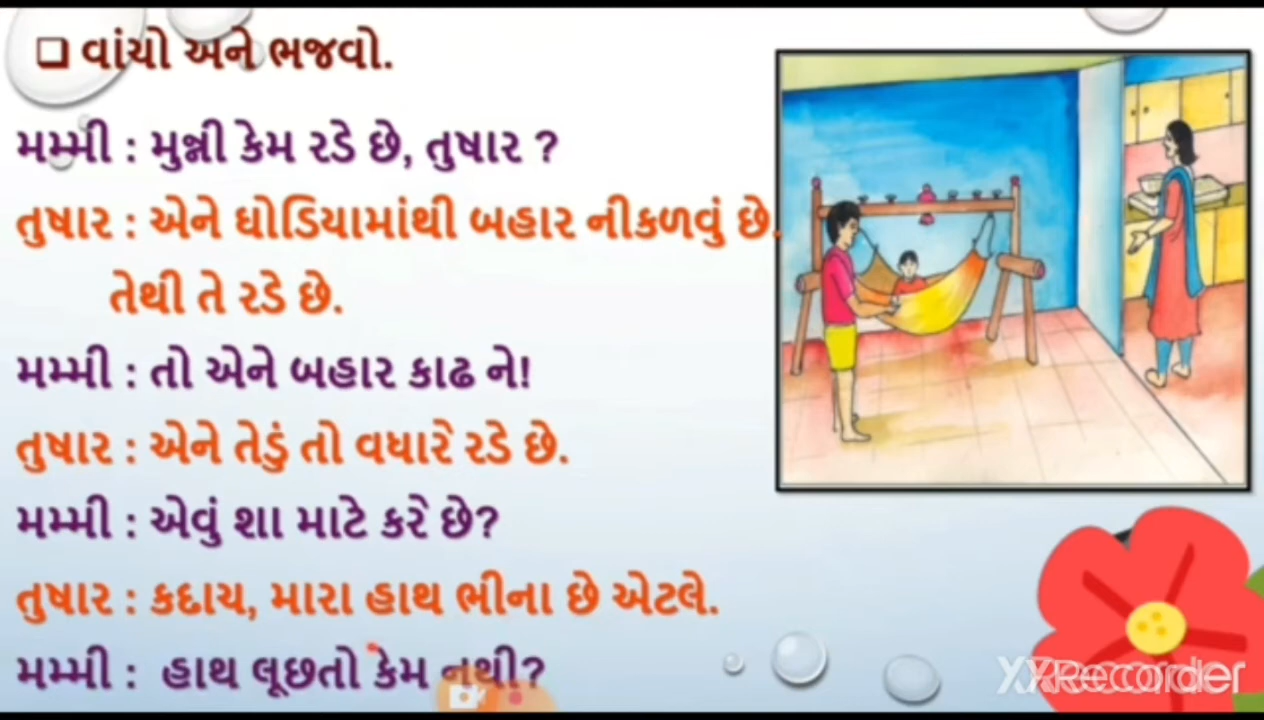 ❑ વાંચો અને ભજવો.
મમ્મી : મુન્ની કેમ રડે છે, તુષાર ?
તુષાર : એને ઘોડિયામાંથી બહાર નીકળવું છે.
તેથી તે રડે છે.
મમ્મી : તો એને બહાર કાઢ ને!
તુષાર : એને તેડું તો વધારે રડે છે.
મમ્મી : એવું શા માટે કરે છે?
તુષાર : કદાચ, મારા હાથ ભીના છે એટલે.
મમ્મી : હાથ લૂછતો કેમ નથી?
XRecorder